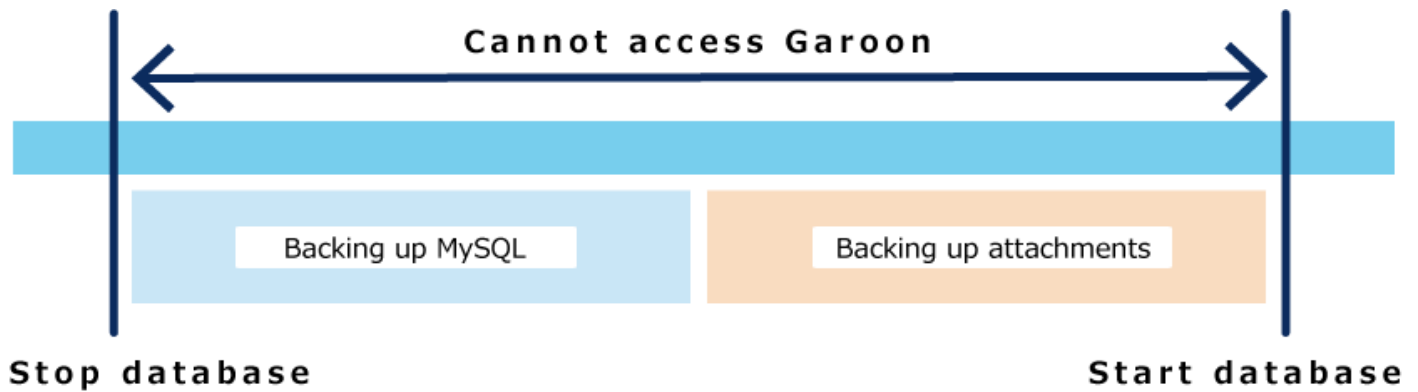 Cannot access Garoon
Backing up MySQL
Backing up attachments
Stop database
Start database